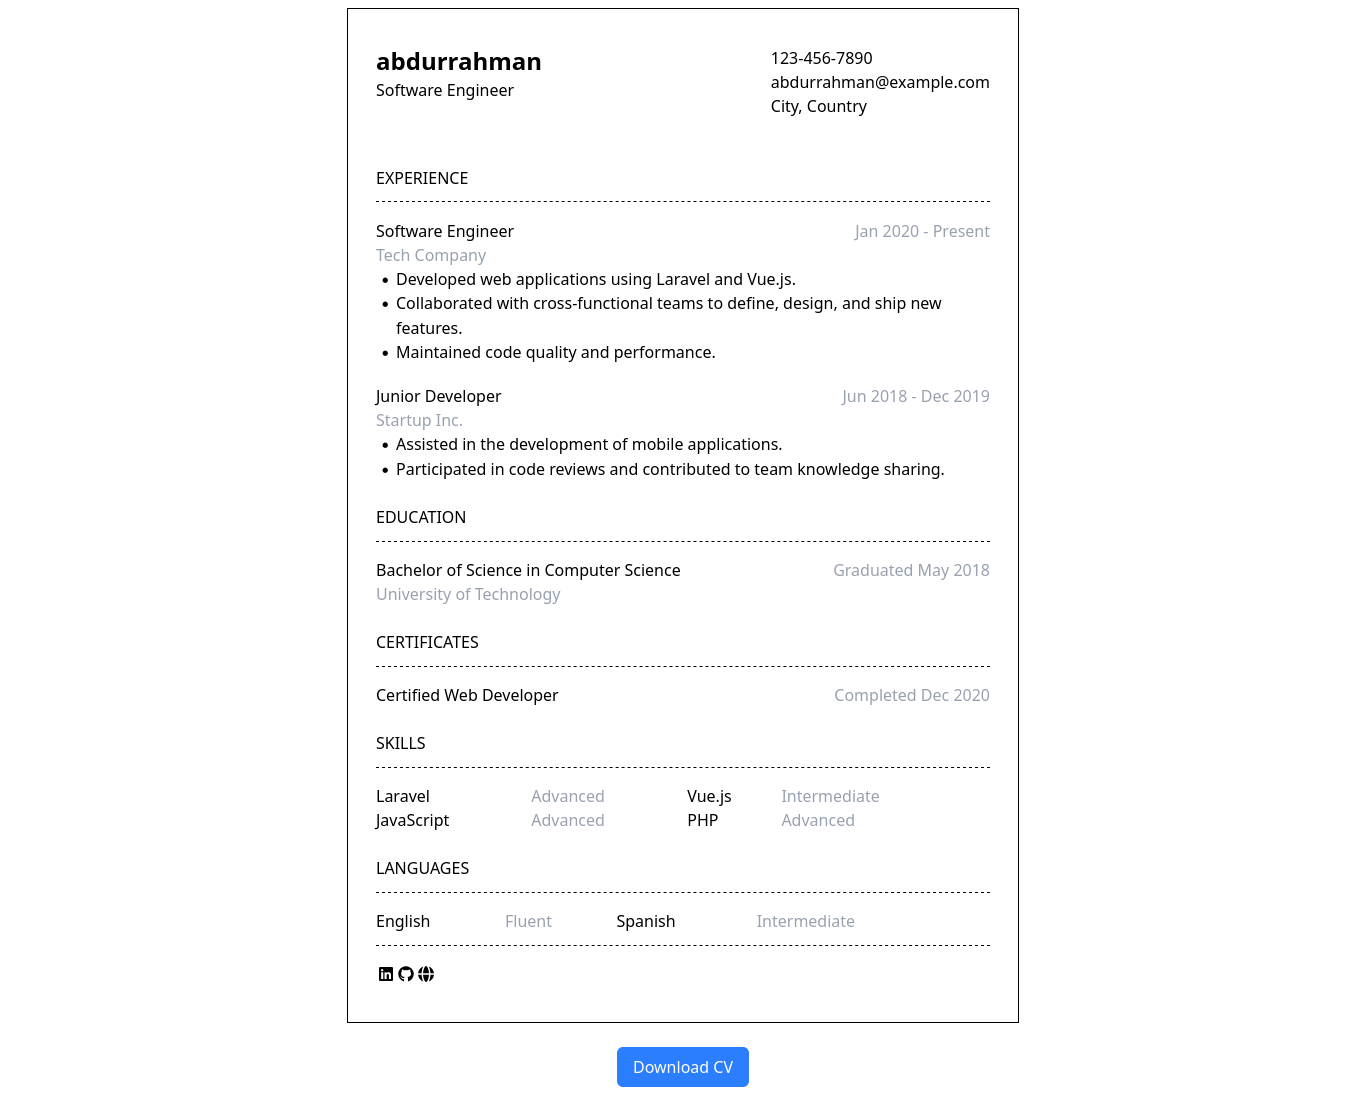 abdurrahman
Software Engineer
123-456-7890
abdurrahman@example.com
City, Country
EXPERIENCE
Software Engineer Jan 2020 - Present
Tech Company
• Developed web applications using Laravel and Vue.js.
• Collaborated with cross-functional teams to define, design, and ship new
features.
• Maintained code quality and performance.
Junior Developer Jun 2018 - Dec 2019
Startup Inc.
• Assisted in the development of mobile applications.
• Participated in code reviews and contributed to team knowledge sharing.
EDUCATION
Bachelor of Science in Computer Science Graduated May 2018
University of Technology
CERTIFICATES
Certified Web Developer Completed Dec 2020
SKILLS
Laravel Advanced Vue.js Intermediate
JavaScript Advanced PHP Advanced
LANGUAGES
English Fluent Spanish Intermediate
Download CV